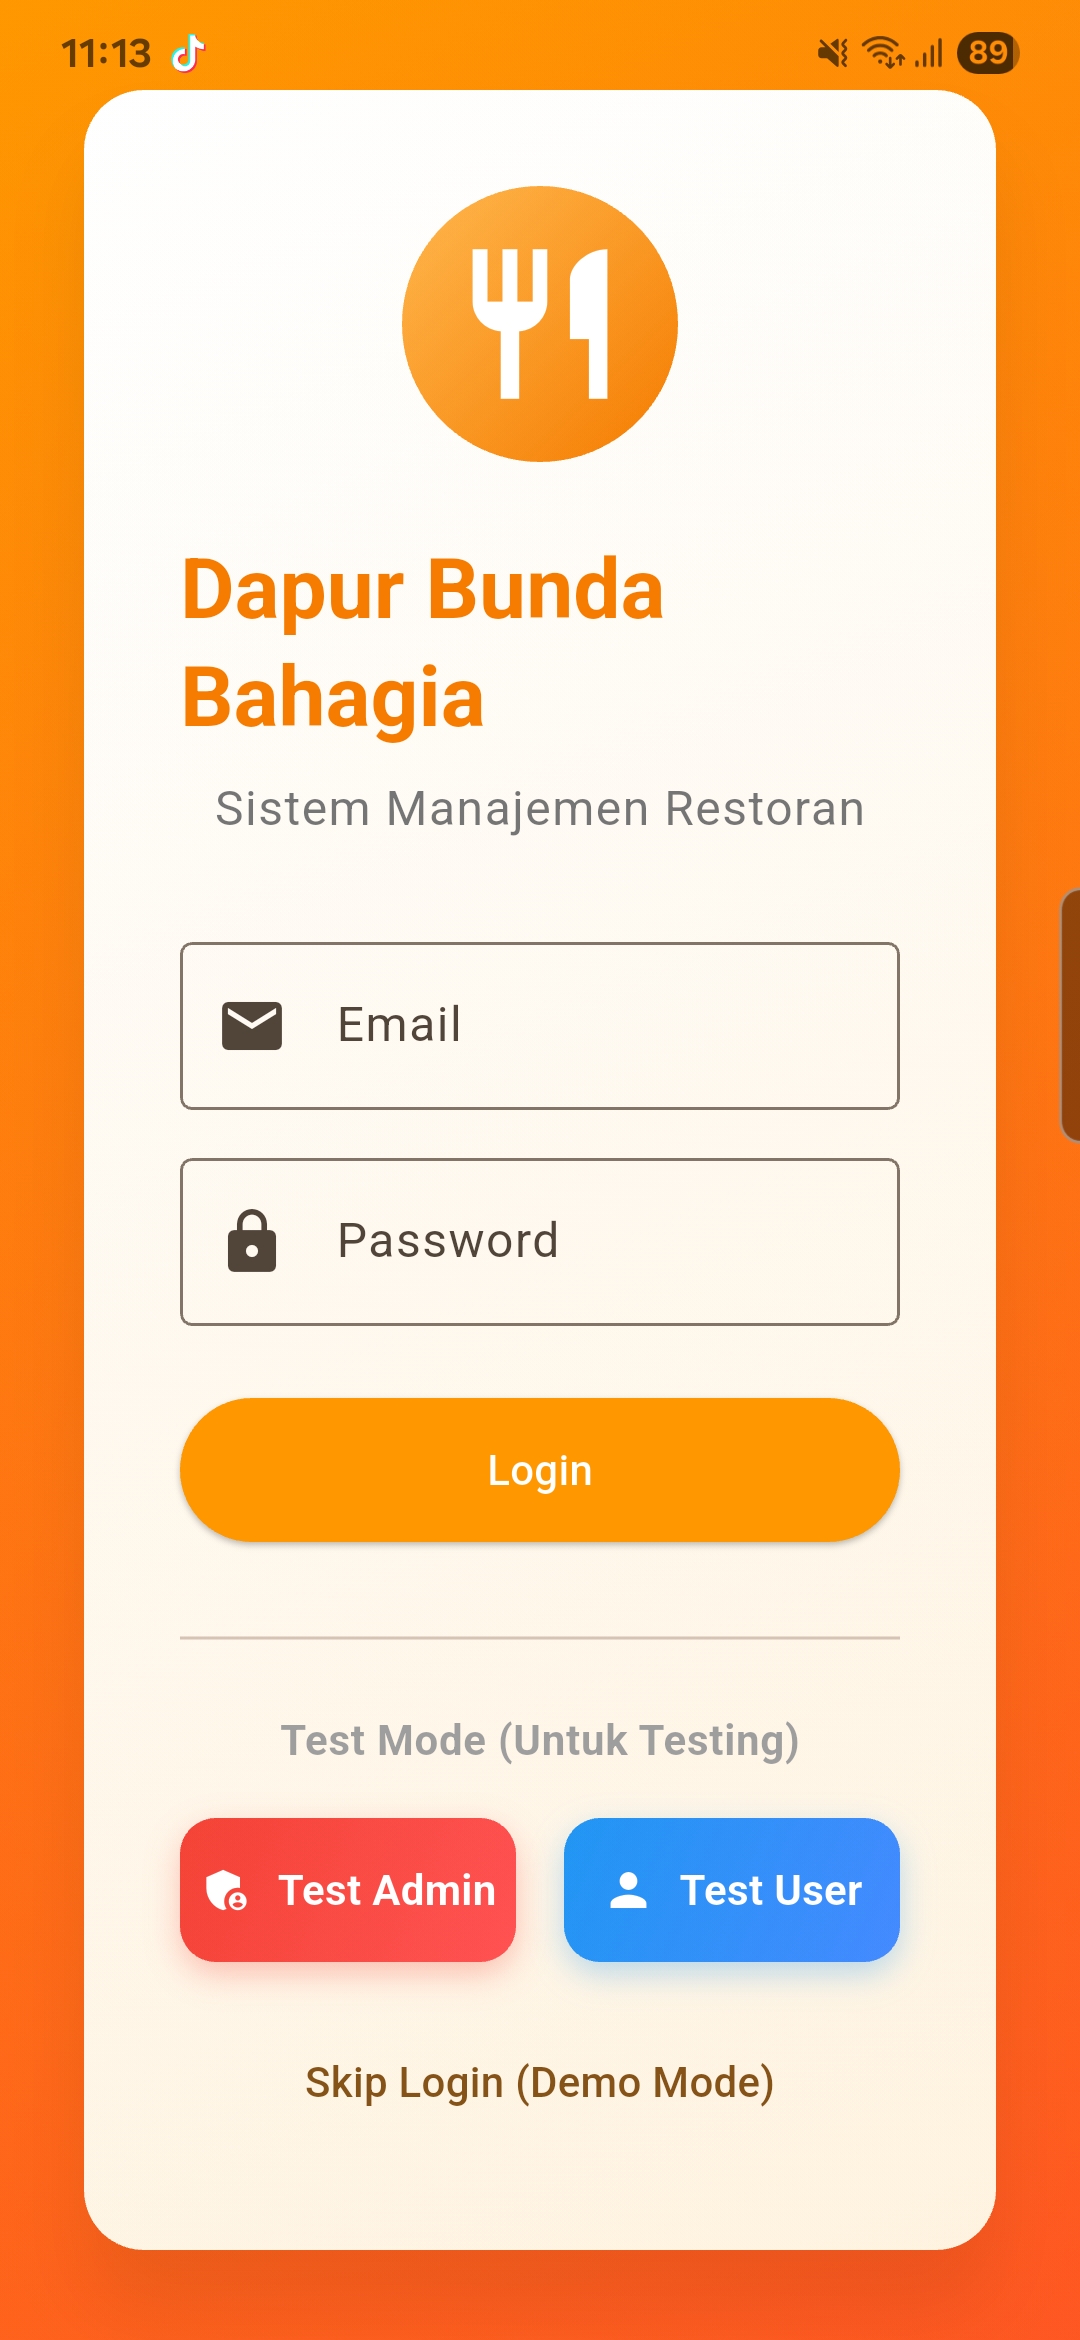 11:13
89
Dapur Bunda
Bahagia
Sistem Manajemen Restoran
Email
Password
Login
Test Mode (Untuk Testing)
Test Admin
Test User
Skip Login (Demo Mode)